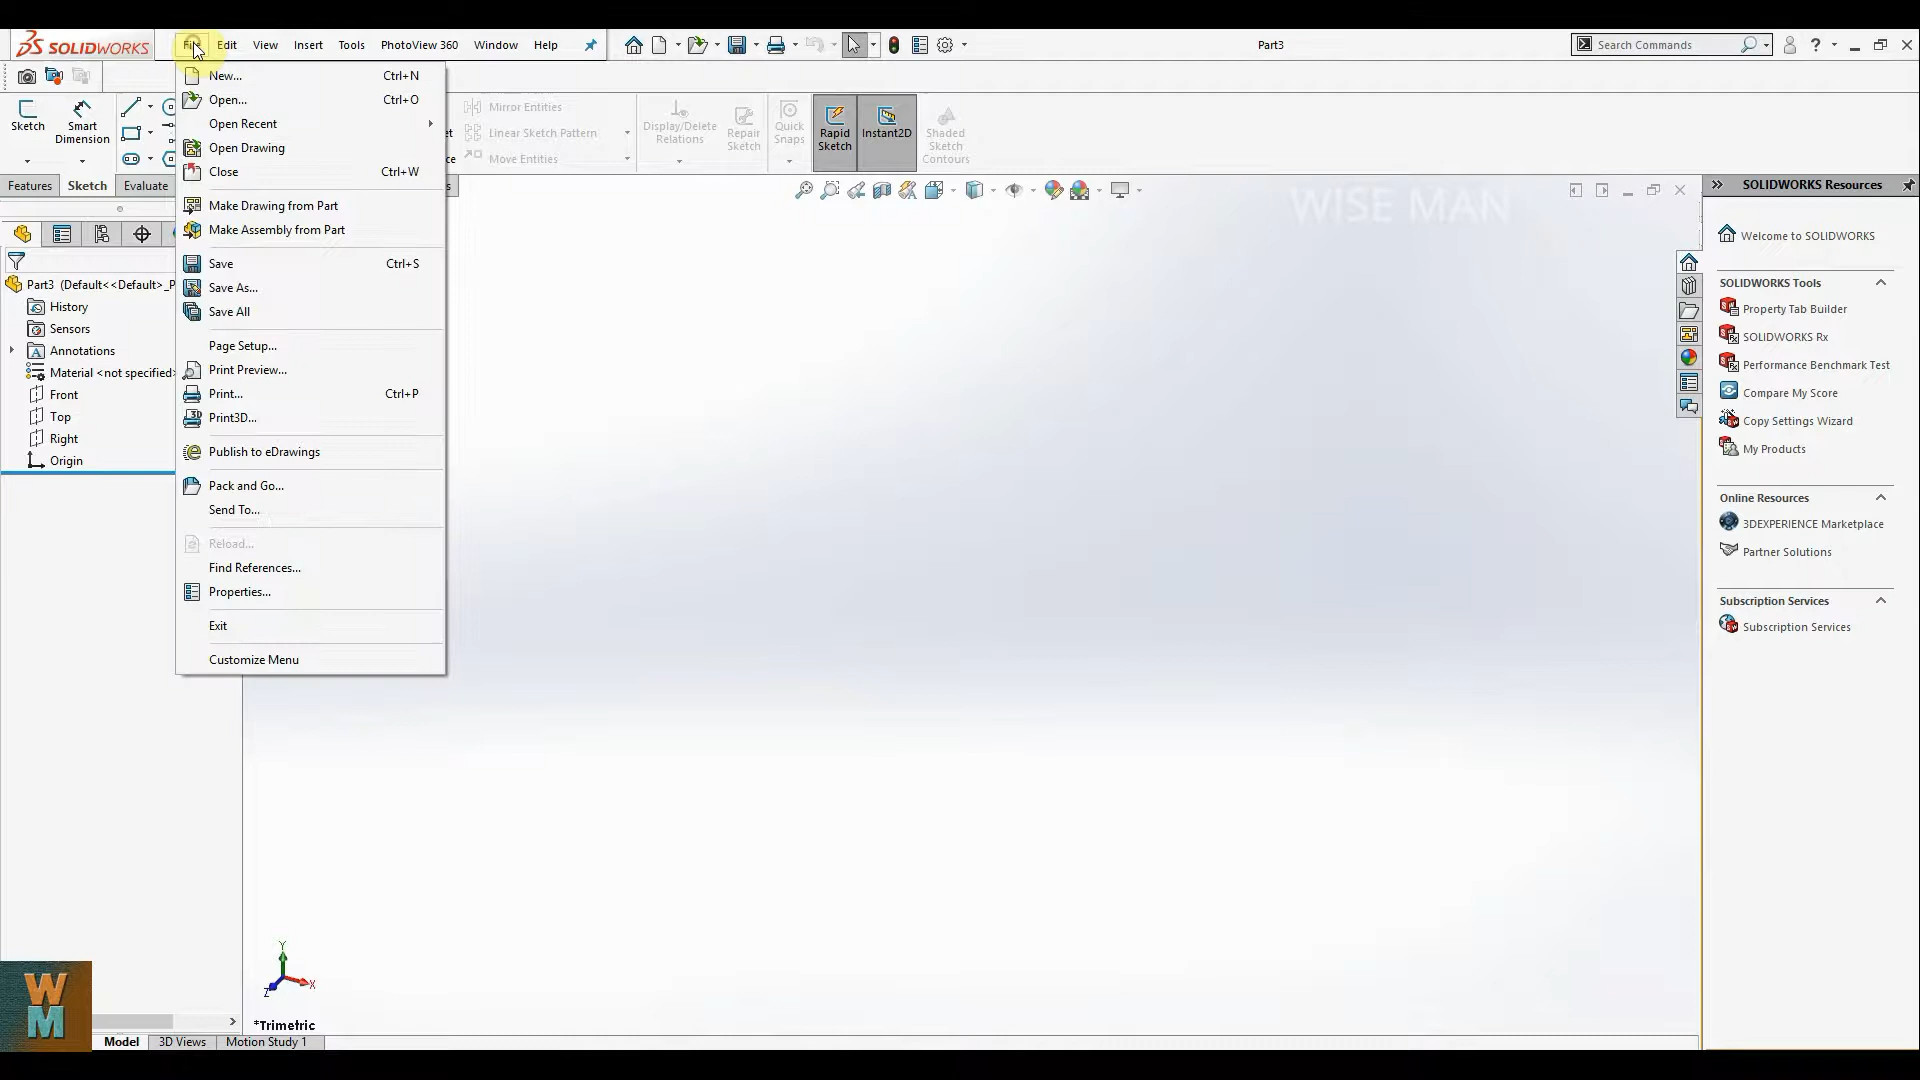 SOLIDWORKS
File Edit View Insert Tools PhotoView 360 Window Help
Part3
Search Commands
New... Ctrl+N
Open... Ctrl+O
Open Recent
Open Drawing
Close Ctrl+W
Make Drawing from Part
Make Assembly from Part
Save Ctrl+S
Save As...
Save All
Page Setup...
Print Preview...
Print... Ctrl+P
Print3D...
Publish to eDrawings
Pack and Go...
Send To...
Reload...
Find References...
Properties...
Exit
Customize Menu
Sketch
Smart
Dimension
Mirror Entities
Linear Sketch Pattern
Move Entities
Display/Delete
Relations
Repair
Sketch
Quick
Snaps
Rapid
Sketch
Instant2D
Shaded
Sketch
Contours
Features Sketch Evaluate
WISE MAN
Part3 (Default<<Default>_P
History
Sensors
Annotations
Material <not specified>
Front
Top
Right
Origin
SOLIDWORKS Resources
Welcome to SOLIDWORKS
SOLIDWORKS Tools
Property Tab Builder
SOLIDWORKS Rx
Performance Benchmark Test
Compare My Score
Copy Settings Wizard
My Products
Online Resources
3DEXPERIENCE Marketplace
Partner Solutions
Subscription Services
Subscription Services
Y
X
Z
*Trimetric
WM
Model 3D Views Motion Study 1